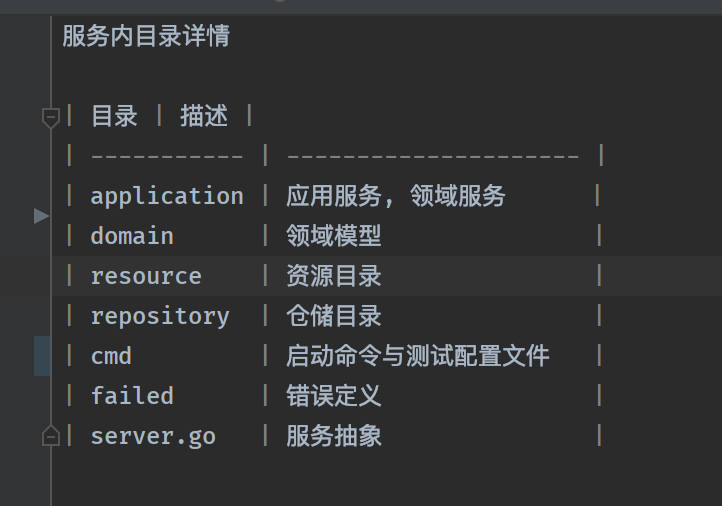 服务内目录详情
| 目录 | 描述 |
| ----------- | --------------------- |
| application | 应用服务, 领域服务 |
| domain | 领域模型 |
| resource | 资源目录 |
| repository | 仓储目录 |
| cmd | 启动命令与测试配置文件 |
| failed | 错误定义 |
| server.go | 服务抽象 |